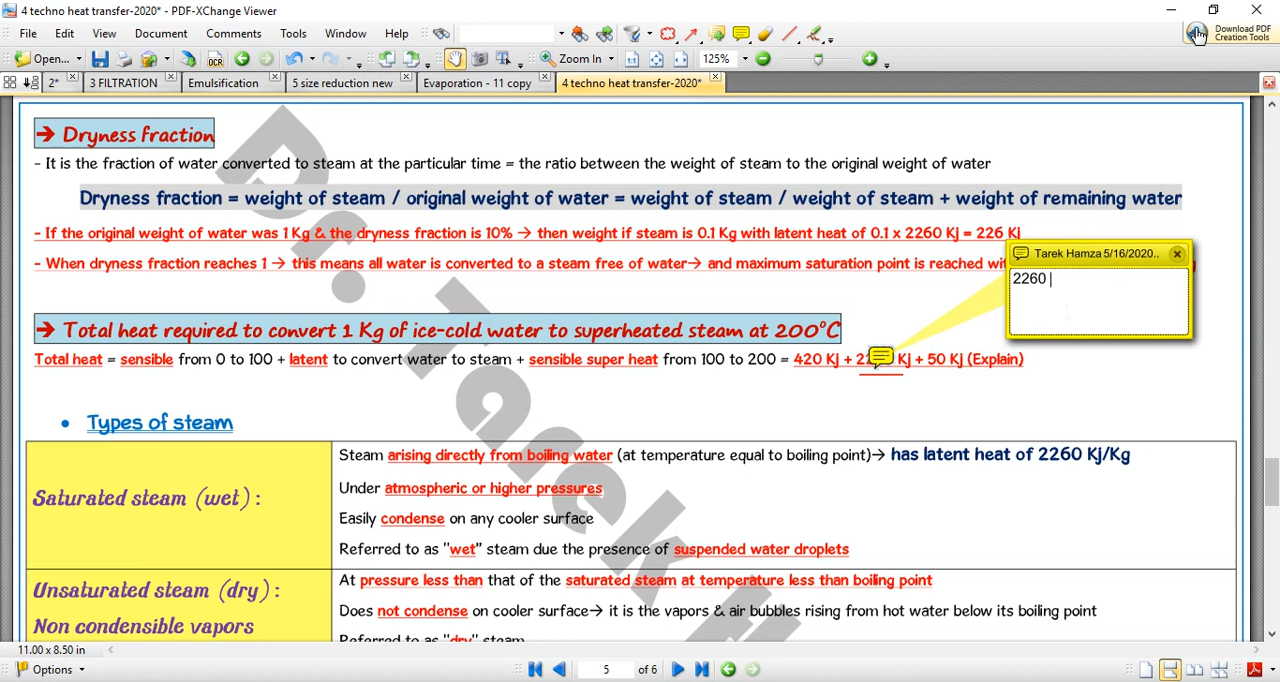 4 techno heat transfer-2020* - PDF-XChange Viewer
File Edit View Document Comments Tools Window Help
Download PDF
Creation Tools
Open... OCR Zoom In 1:1 125%
2* 3 FILTRATION Emulsification 5 size reduction new Evaporation - 11 copy 4 techno heat transfer-2020*
→ Dryness fraction
- It is the fraction of water converted to steam at the particular time = the ratio between the weight of steam to the original weight of water
Dryness fraction = weight of steam / original weight of water = weight of steam / weight of steam + weight of remaining water
- If the original weight of water was 1 Kg & the dryness fraction is 10% → then weight if steam is 0.1 Kg with latent heat of 0.1 x 2260 Kj = 226 Kj
- When dryness fraction reaches 1 → this means all water is converted to a steam free of water→ and maximum saturation point is reached
Tarek Hamza 5/16/2020..
2260
→ Total heat required to convert 1 Kg of ice-cold water to superheated steam at 200°C
Total heat = sensible from 0 to 100 + latent to convert water to steam + sensible super heat from 100 to 200 = 420 Kj + Kj + 50 Kj (Explain)
• Types of steam
Saturated steam (wet) :
Steam arising directly from boiling water (at temperature equal to boiling point)→ has latent heat of 2260 Kj/Kg
Under atmospheric or higher pressures
Easily condense on any cooler surface
Referred to as "wet" steam due the presence of suspended water droplets
Unsaturated steam (dry) :
Non condensible vapors
At pressure less than that of the saturated steam at temperature less than boiling point
Does not condense on cooler surface→ it is the vapors & air bubbles rising from hot water below its boiling point
Referred to as "dry" steam
Dr. Tarek H
11.00 x 8.50 in
Options 5 of 6